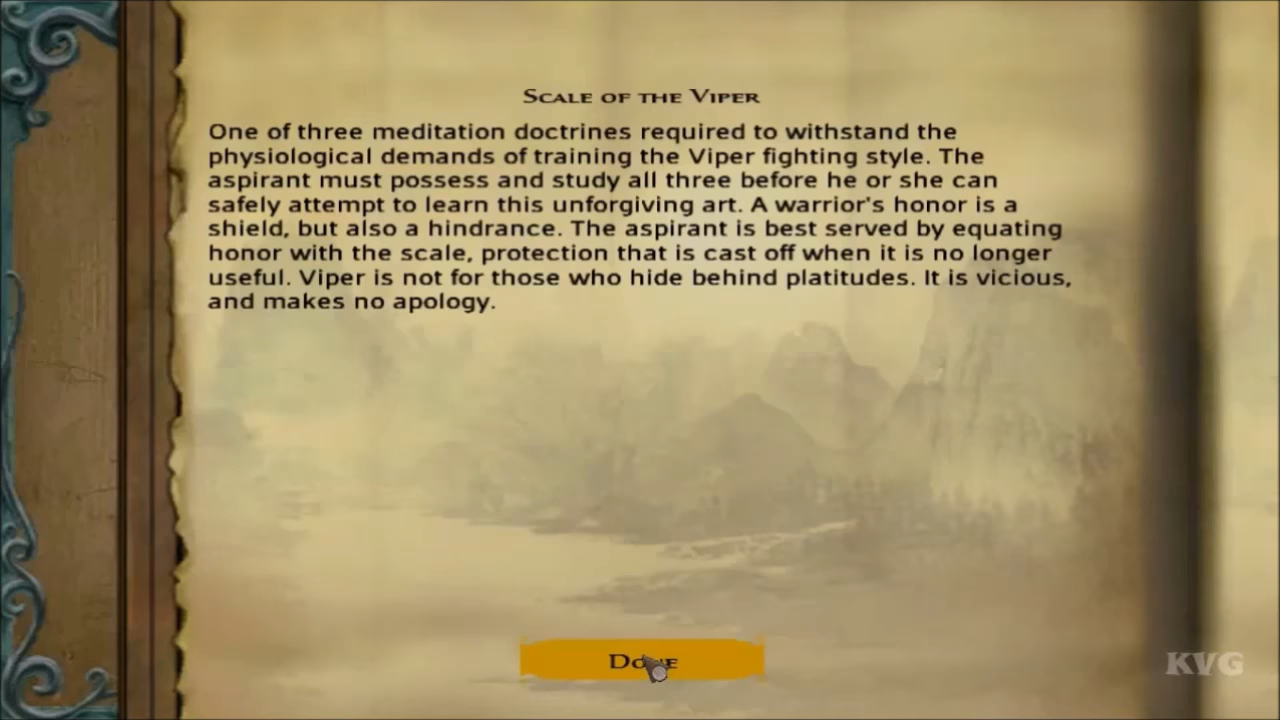 Scale of the Viper
One of three meditation doctrines required to withstand the
physiological demands of training the Viper fighting style. The
aspirant must possess and study all three before he or she can
safely attempt to learn this unforgiving art. A warrior's honor is a
shield, but also a hindrance. The aspirant is best served by equating
honor with the scale, protection that is cast off when it is no longer
useful. Viper is not for those who hide behind platitudes. It is vicious,
and makes no apology.
Done
KVG